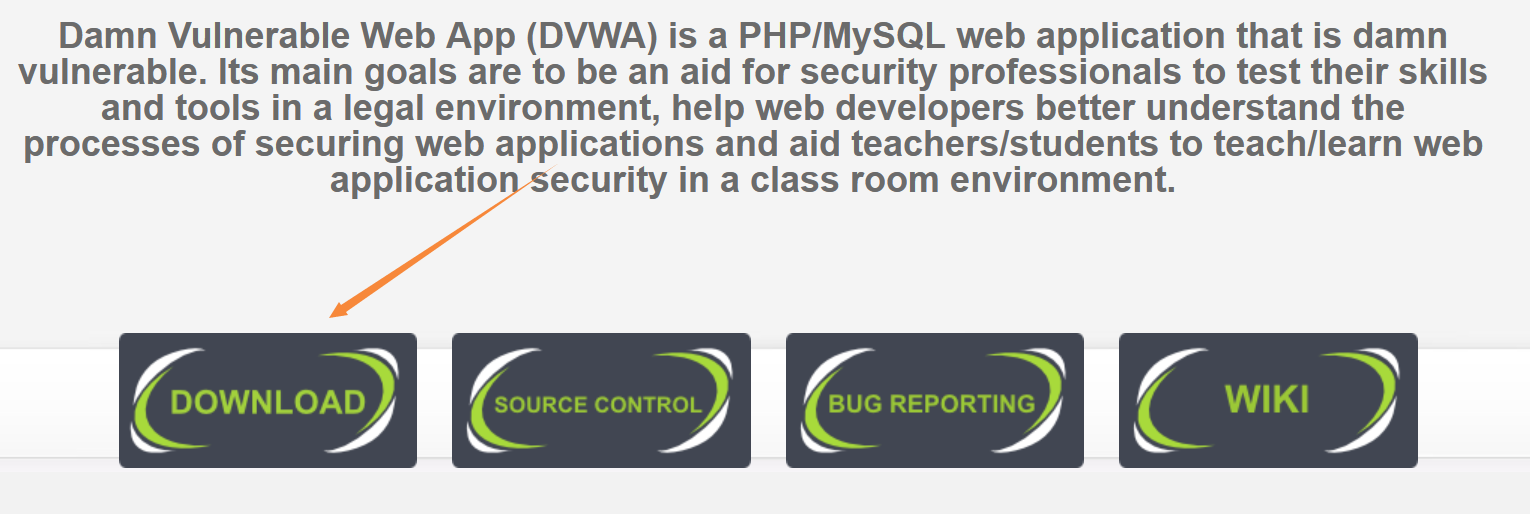 Damn Vulnerable Web App (DVWA) is a PHP/MySQL web application that is damn
vulnerable. Its main goals are to be an aid for security professionals to test their skills
and tools in a legal environment, help web developers better understand the
processes of securing web applications and aid teachers/students to teach/learn web
application security in a class room environment.
DOWNLOAD
SOURCE CONTROL
BUG REPORTING
WIKI